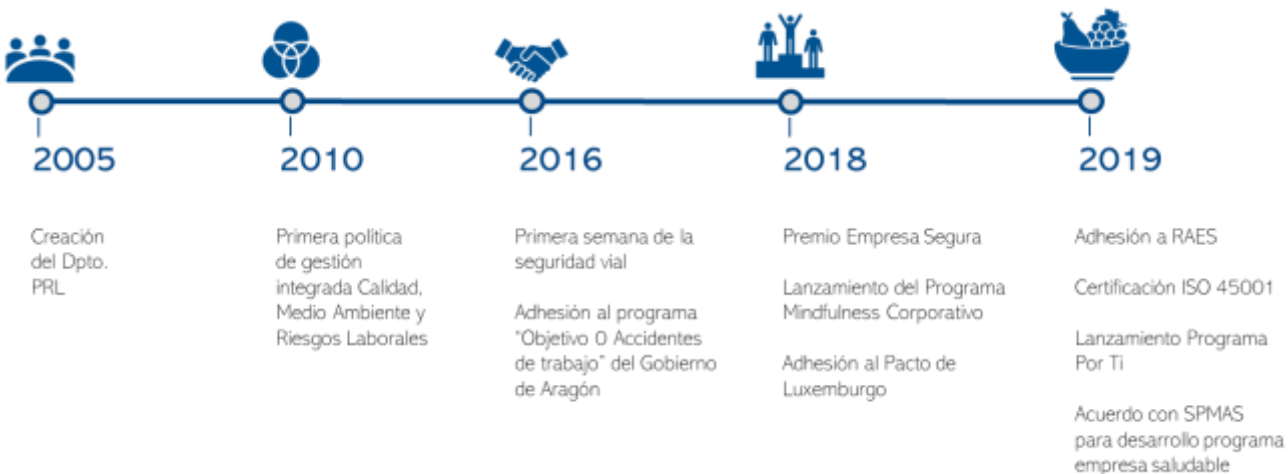 2005
2010
2016
2018
2019
Creación
del Dpto.
PRL
Primera política
de gestión
integrada Calidad,
Medio Ambiente y
Riesgos Laborales
Primera semana de la
seguridad vial
Adhesión al programa
"Objetivo 0 Accidentes
de trabajo" del Gobierno
de Aragón
Premio Empresa Segura
Lanzamiento del Programa
Mindfulness Corporativo
Adhesión al Pacto de
Luxemburgo
Adhesión a RAES
Certificación ISO 45001
Lanzamiento Programa
Por Ti
Acuerdo con SPMAS
para desarrollo programa
empresa saludable